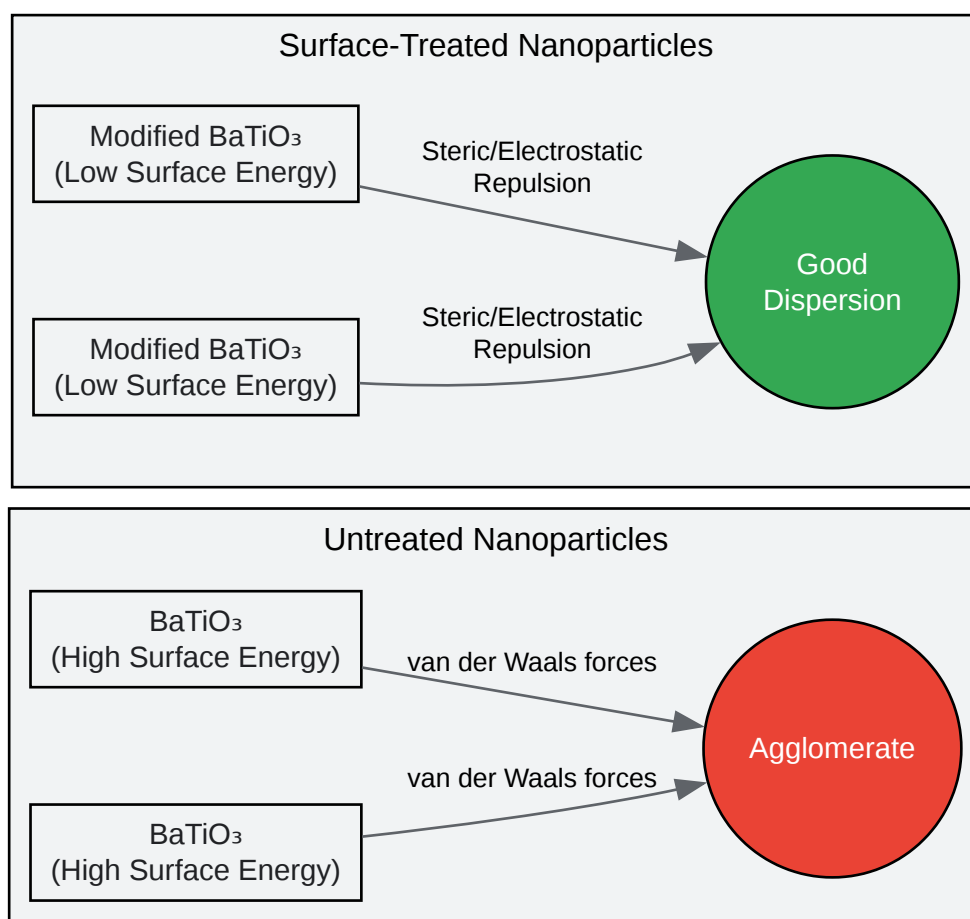 Surface-Treated Nanoparticles
Modified BaTiO₃
(Low Surface Energy)
Steric/Electrostatic
Repulsion
Good
Dispersion
Modified BaTiO₃
(Low Surface Energy)
Steric/Electrostatic
Repulsion
Untreated Nanoparticles
BaTiO₃
(High Surface Energy)
van der Waals forces
Agglomerate
van der Waals forces
BaTiO₃
(High Surface Energy)